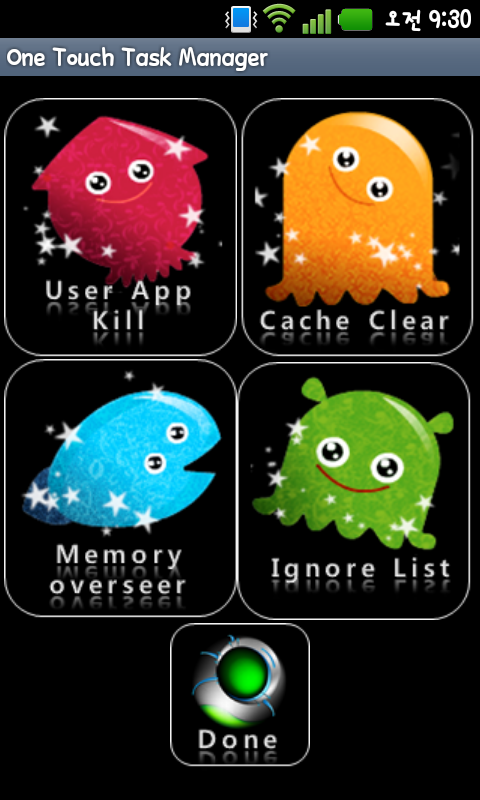 오전 9:30
One Touch Task Manager
User App
Kill
Cache Clear
Memory
overseer
Ignore List
Done